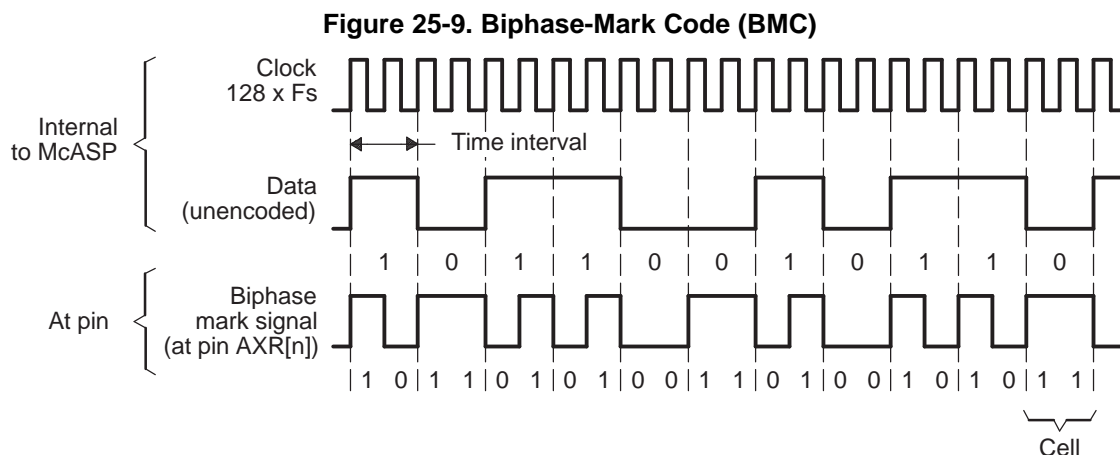 Figure 25-9. Biphase-Mark Code (BMC)
Clock
128 x Fs
Internal
to McASP
Time interval
Data
(unencoded)
1 0 1 1 0 0 1 0 1 1 0
At pin
Biphase
mark signal
(at pin AXR[n])
1 0 1 1 0 1 0 1 0 0 1 1 0 1 0 0 1 0 1 0 1 1
Cell